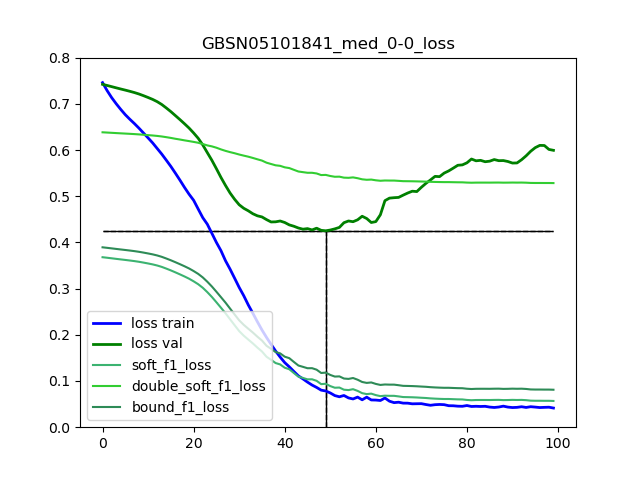 GBSN05101841_med_0-0_loss
0.8
0.7
0.6
0.5
0.4
0.3
0.2
0.1
0.0
loss train
loss val
soft_f1_loss
double_soft_f1_loss
bound_f1_loss
0 20 40 60 80 100